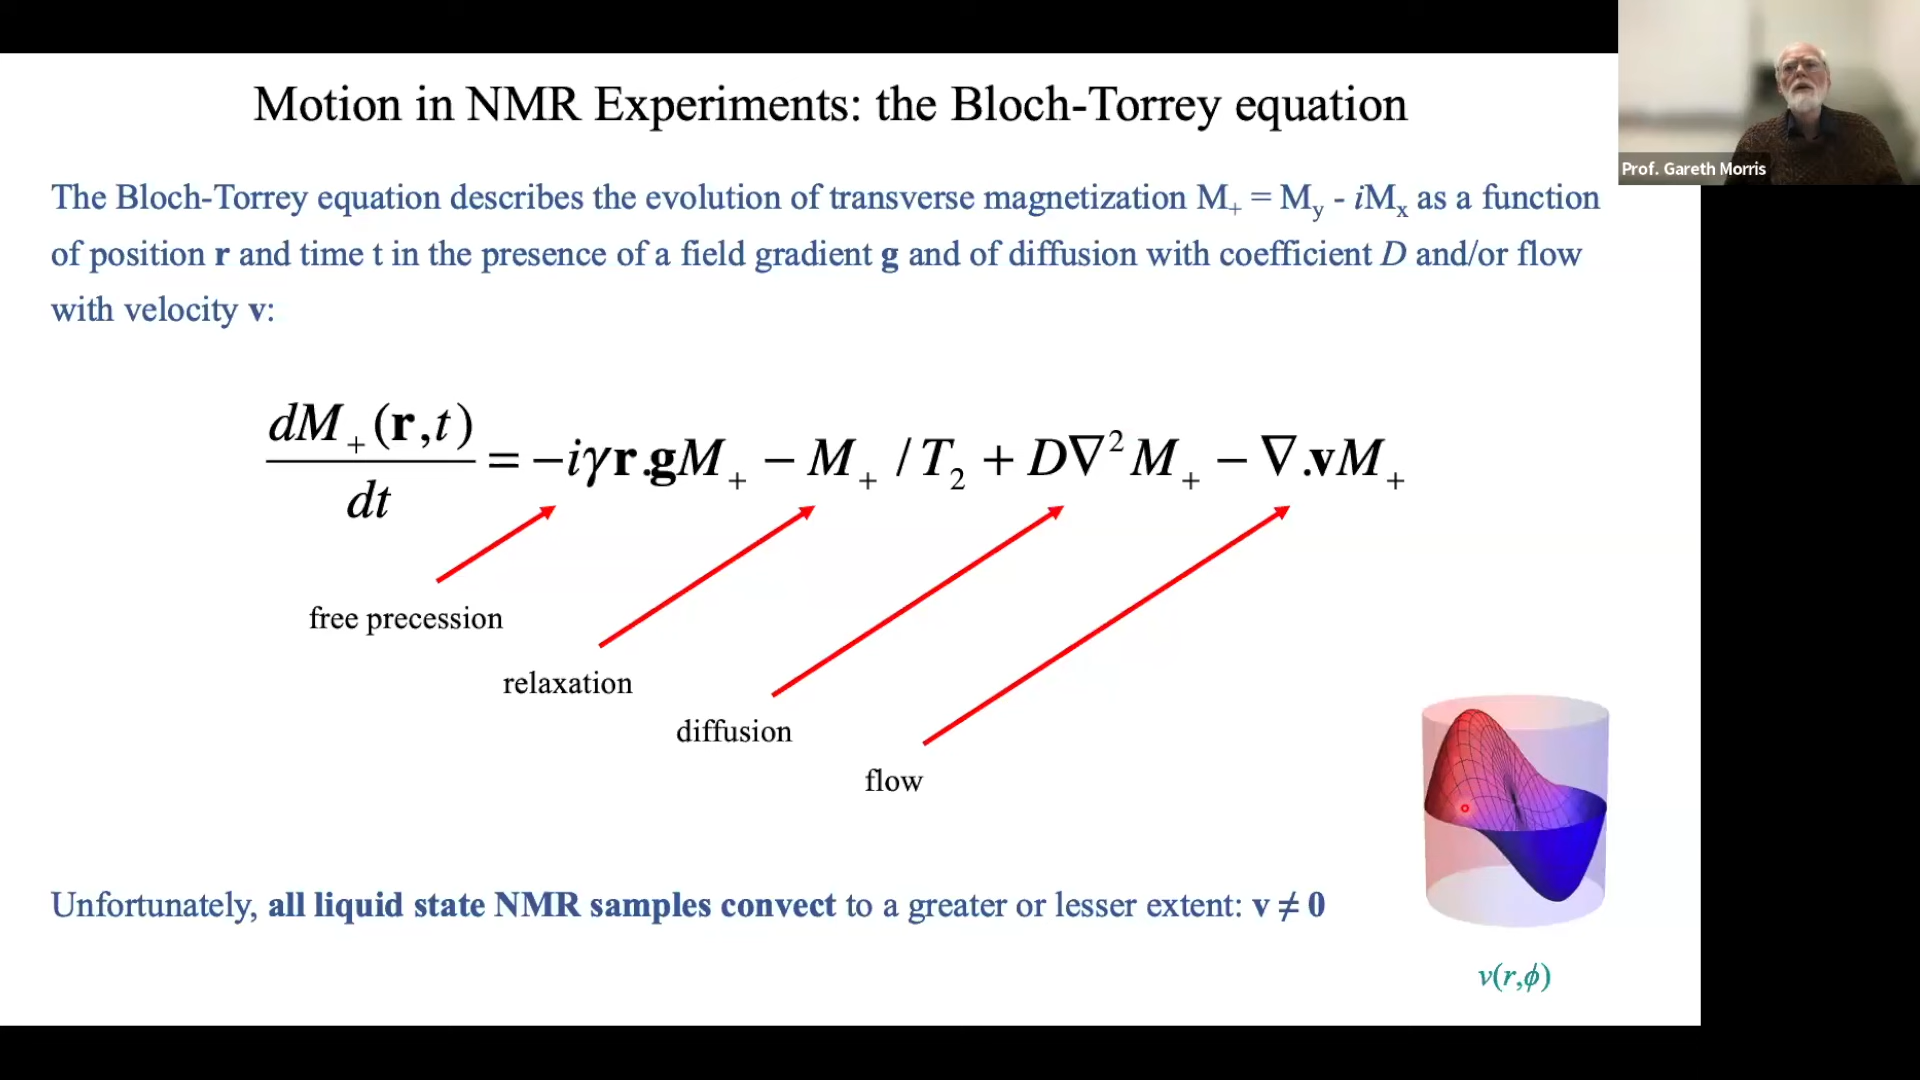 Motion in NMR Experiments: the Bloch-Torrey equation
Prof. Gareth Morris
The Bloch-Torrey equation describes the evolution of transverse magnetization M₊ = Mᵧ - iMₓ as a function
of position r and time t in the presence of a field gradient g and of diffusion with coefficient D and/or flow
with velocity v:
dM₊(r,t)/dt = −iγr.gM₊ − M₊ / T₂ + D∇²M₊ − ∇.vM₊
free precession
relaxation
diffusion
flow
Unfortunately, all liquid state NMR samples convect to a greater or lesser extent: v ≠ 0
v(r,ϕ)